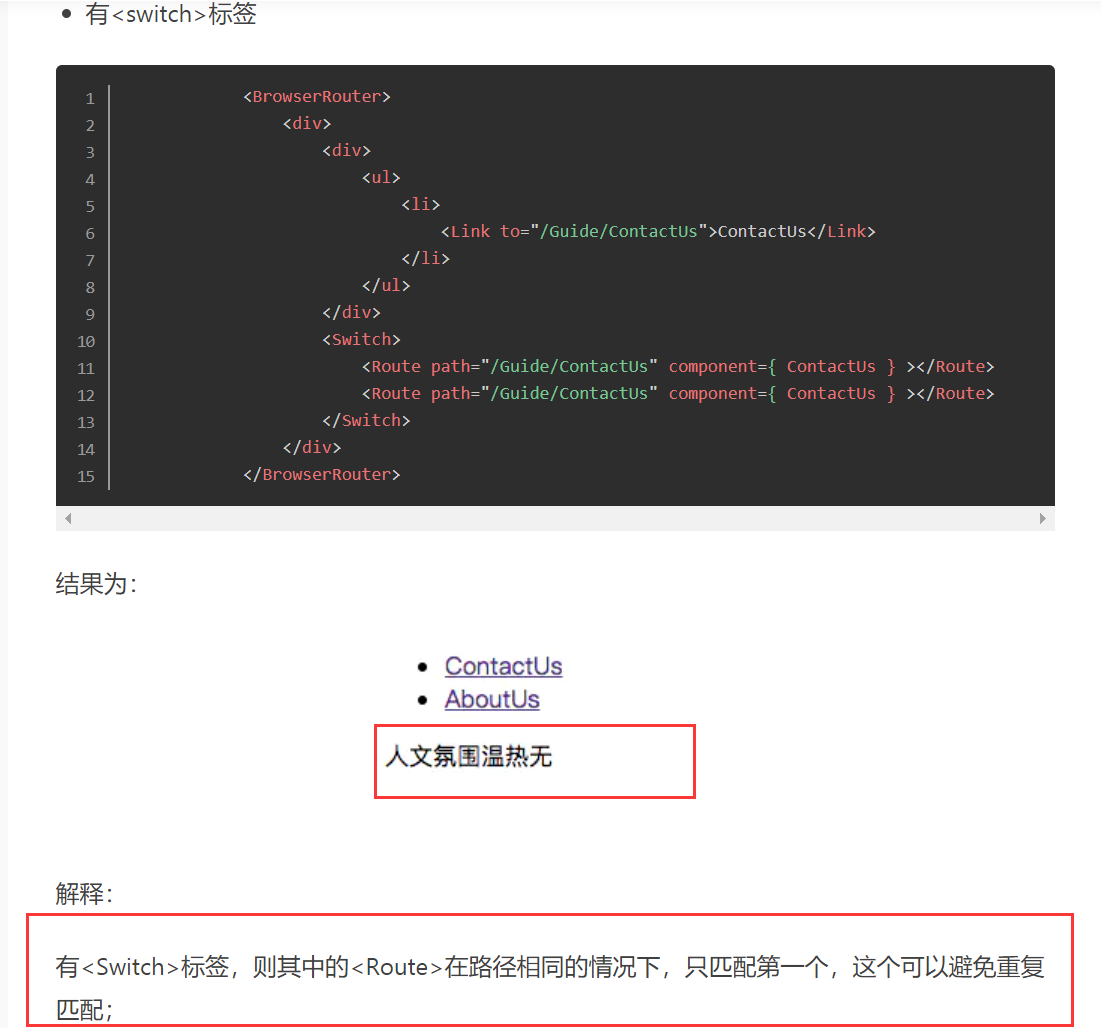 有<switch>标签
1 <BrowserRouter>
2 <div>
3 <div>
4 <ul>
5 <li>
6 <Link to="/Guide/ContactUs">ContactUs</Link>
7 </li>
8 </ul>
9 </div>
10 <Switch>
11 <Route path="/Guide/ContactUs" component={ ContactUs } ></Route>
12 <Route path="/Guide/ContactUs" component={ ContactUs } ></Route>
13 </Switch>
14 </div>
15 </BrowserRouter>
结果为：
ContactUs
AboutUs
人文氛围温热无
解释：
有<Switch>标签，则其中的<Route>在路径相同的情况下，只匹配第一个，这个可以避免重复
匹配；